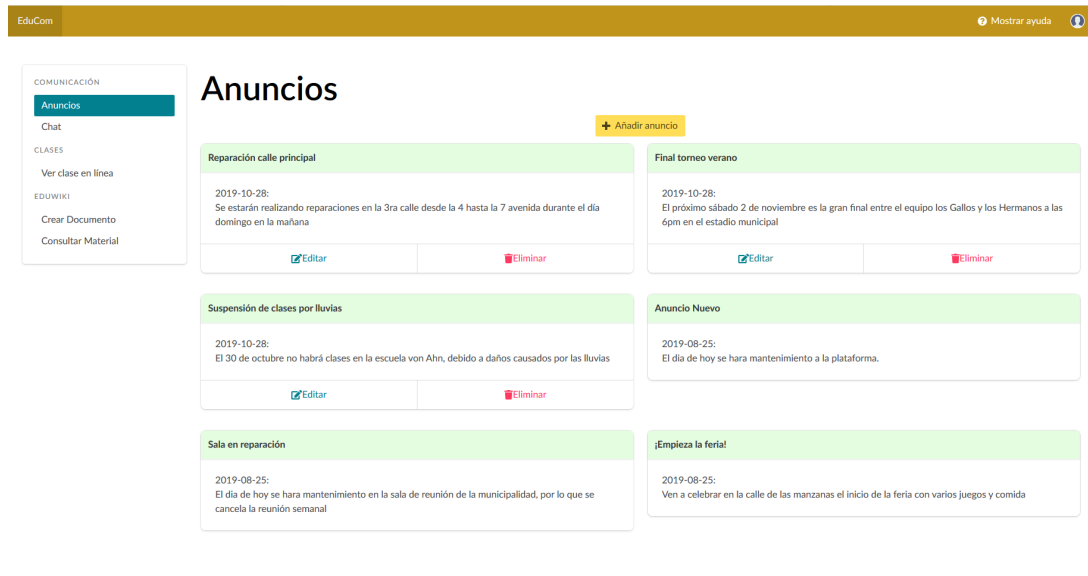 EduCom
Mostrar ayuda
COMUNICACIÓN
Anuncios
Chat
CLASES
Ver clase en línea
EDUWIKI
Crear Documento
Consultar Material
Anuncios
Añadir anuncio
Reparación calle principal
2019-10-28:
Se estarán realizando reparaciones en la 3ra calle desde la 4 hasta la 7 avenida durante el día
domingo en la mañana
Editar
Eliminar
Final torneo verano
2019-10-28:
El próximo sábado 2 de noviembre es la gran final entre el equipo los Gallos y los Hermanos a las
6pm en el estadio municipal
Editar
Eliminar
Suspensión de clases por lluvias
2019-10-28:
El 30 de octubre no habrá clases en la escuela von Ahn, debido a daños causados por las lluvias
Editar
Eliminar
Anuncio Nuevo
2019-08-25:
El dia de hoy se hara mantenimiento a la plataforma.
Sala en reparación
2019-08-25:
El dia de hoy se hara mantenimiento en la sala de reunión de la municipalidad, por lo que se
cancela la reunión semanal
¡Empieza la feria!
2019-08-25:
Ven a celebrar en la calle de las manzanas el inicio de la feria con varios juegos y comida